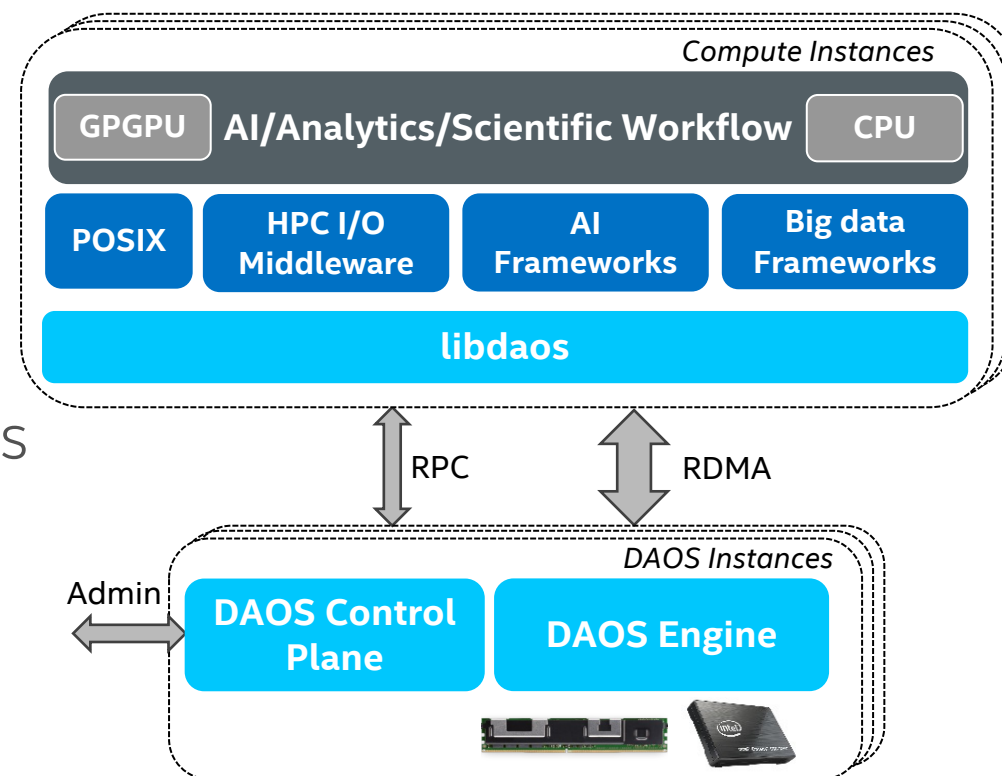 Compute Instances
GPGPU
AI/Analytics/Scientific Workflow
CPU
POSIX
HPC I/O
Middleware
AI
Frameworks
Big data
Frameworks
libdaos
S
RPC
RDMA
DAOS Instances
Admin
DAOS Control
Plane
DAOS Engine
(intel)